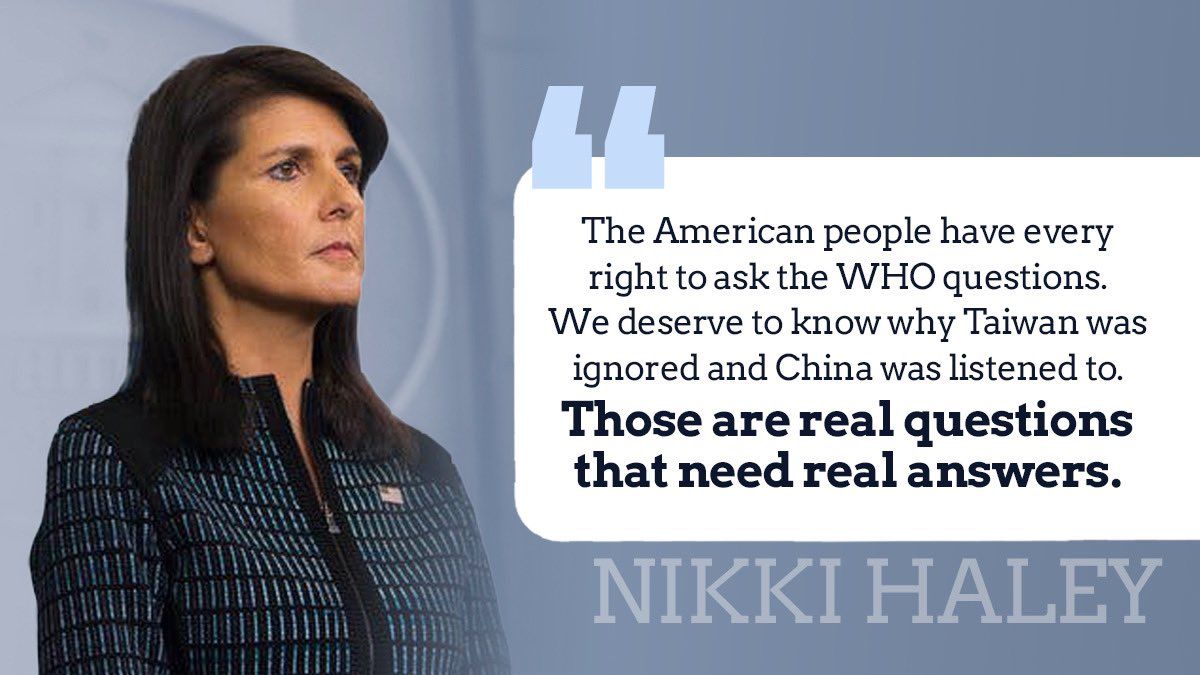 The American people have every
right to ask the WHO questions.
We deserve to know why Taiwan was
ignored and China was listened to.
Those are real questions
that need real answers.
NIKKI HALEY